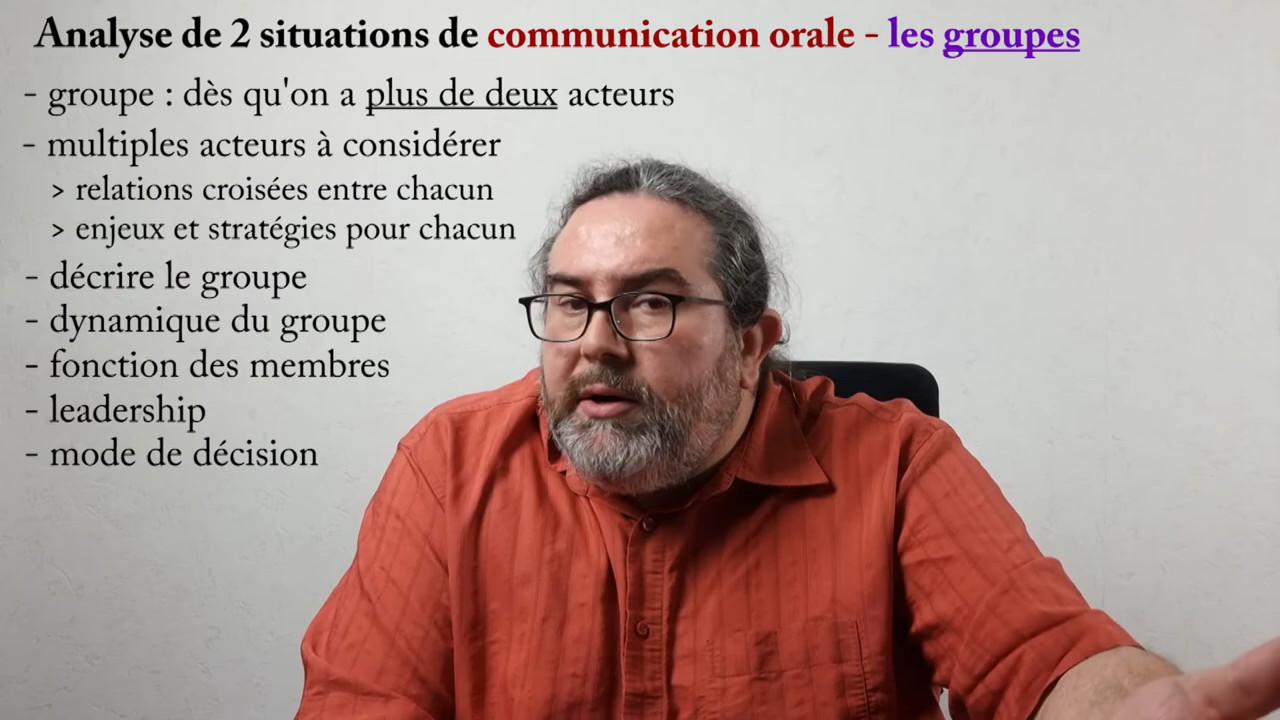 Analyse de 2 situations de communication orale - les groupes
- groupe : dès qu'on a plus de deux acteurs
- multiples acteurs à considérer
> relations croisées entre chacun
> enjeux et stratégies pour chacun
- décrire le groupe
- dynamique du groupe
- fonction des membres
- leadership
- mode de décision